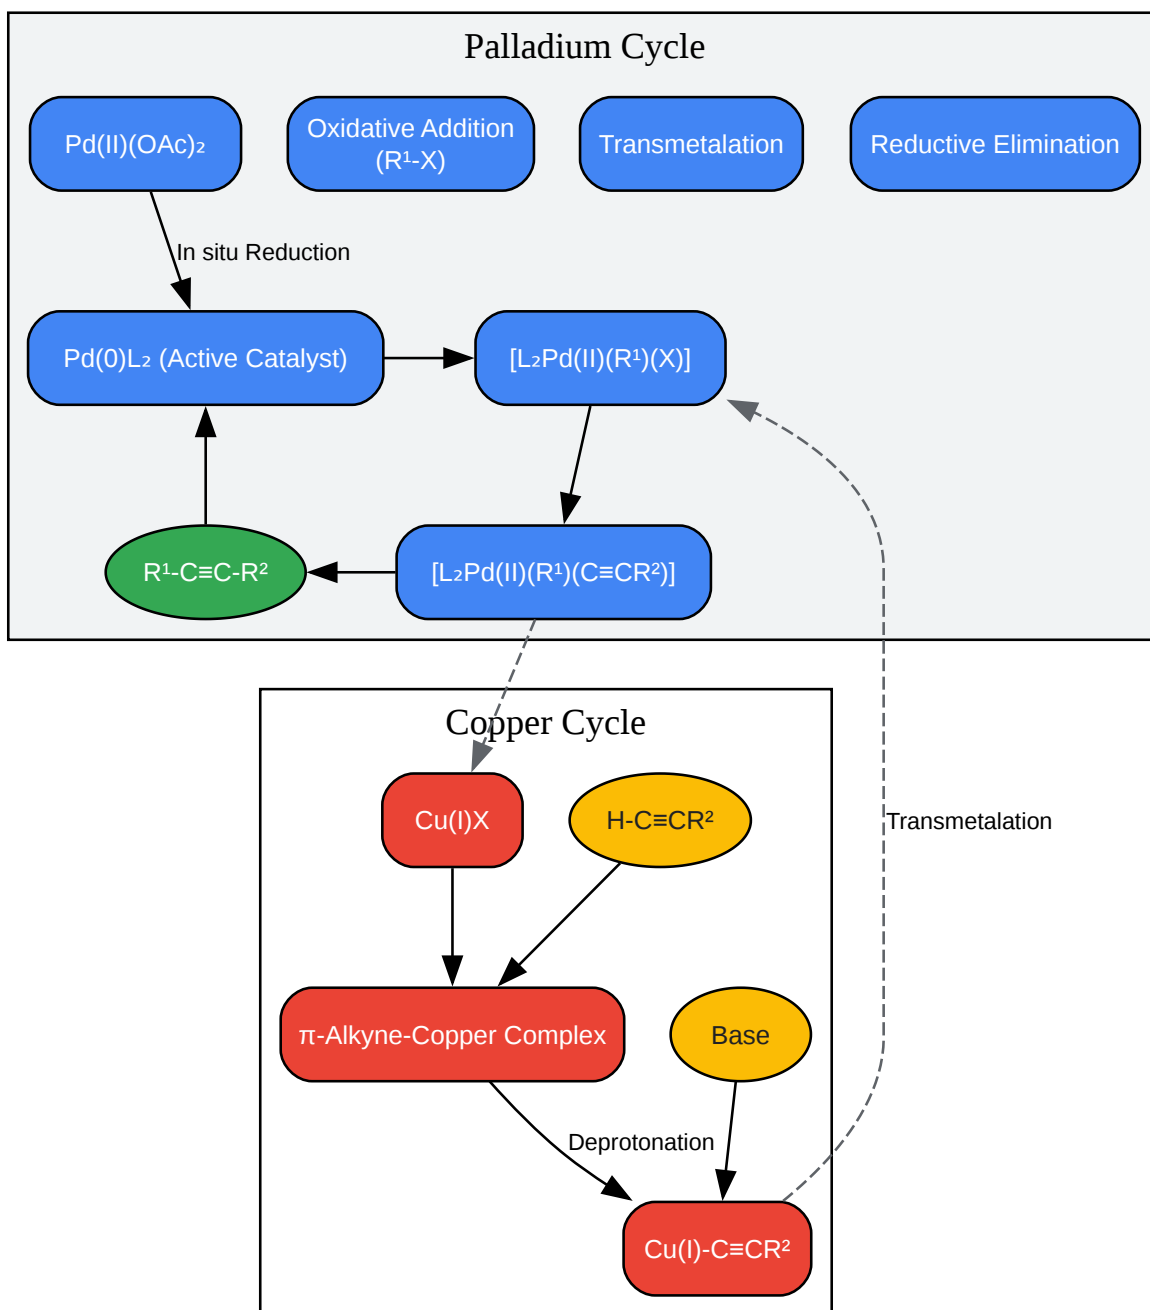 Palladium Cycle
Pd(II)(OAc)₂
Oxidative Addition
(R¹-X)
Transmetalation
Reductive Elimination
In situ Reduction
Pd(0)L₂ (Active Catalyst)
[L₂Pd(II)(R¹)(X)]
R¹-C≡C-R²
[L₂Pd(II)(R¹)(C≡CR²)]
Copper Cycle
Cu(I)X
H-C≡CR²
Transmetalation
π-Alkyne-Copper Complex
Base
Deprotonation
Cu(I)-C≡CR²